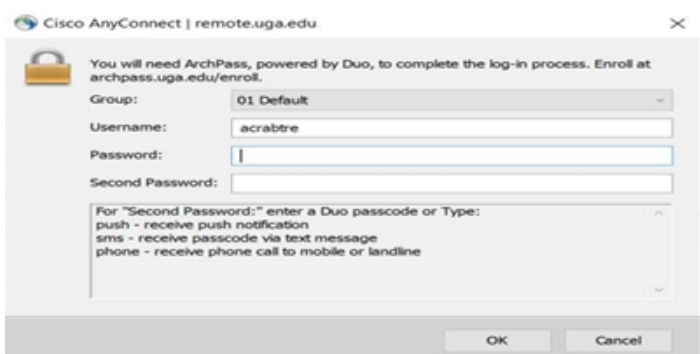 Cisco AnyConnect | remote.uga.edu
You will need ArchPass, powered by Duo, to complete the log-in process. Enroll at
archpass.uga.edu/enroll.
Group: 01 Default
Username: acrabtre
Password:
Second Password:
For "Second Password:" enter a Duo passcode or Type:
push - receive push notification
sms - receive passcode via text message
phone - receive phone call to mobile or landline
OK Cancel